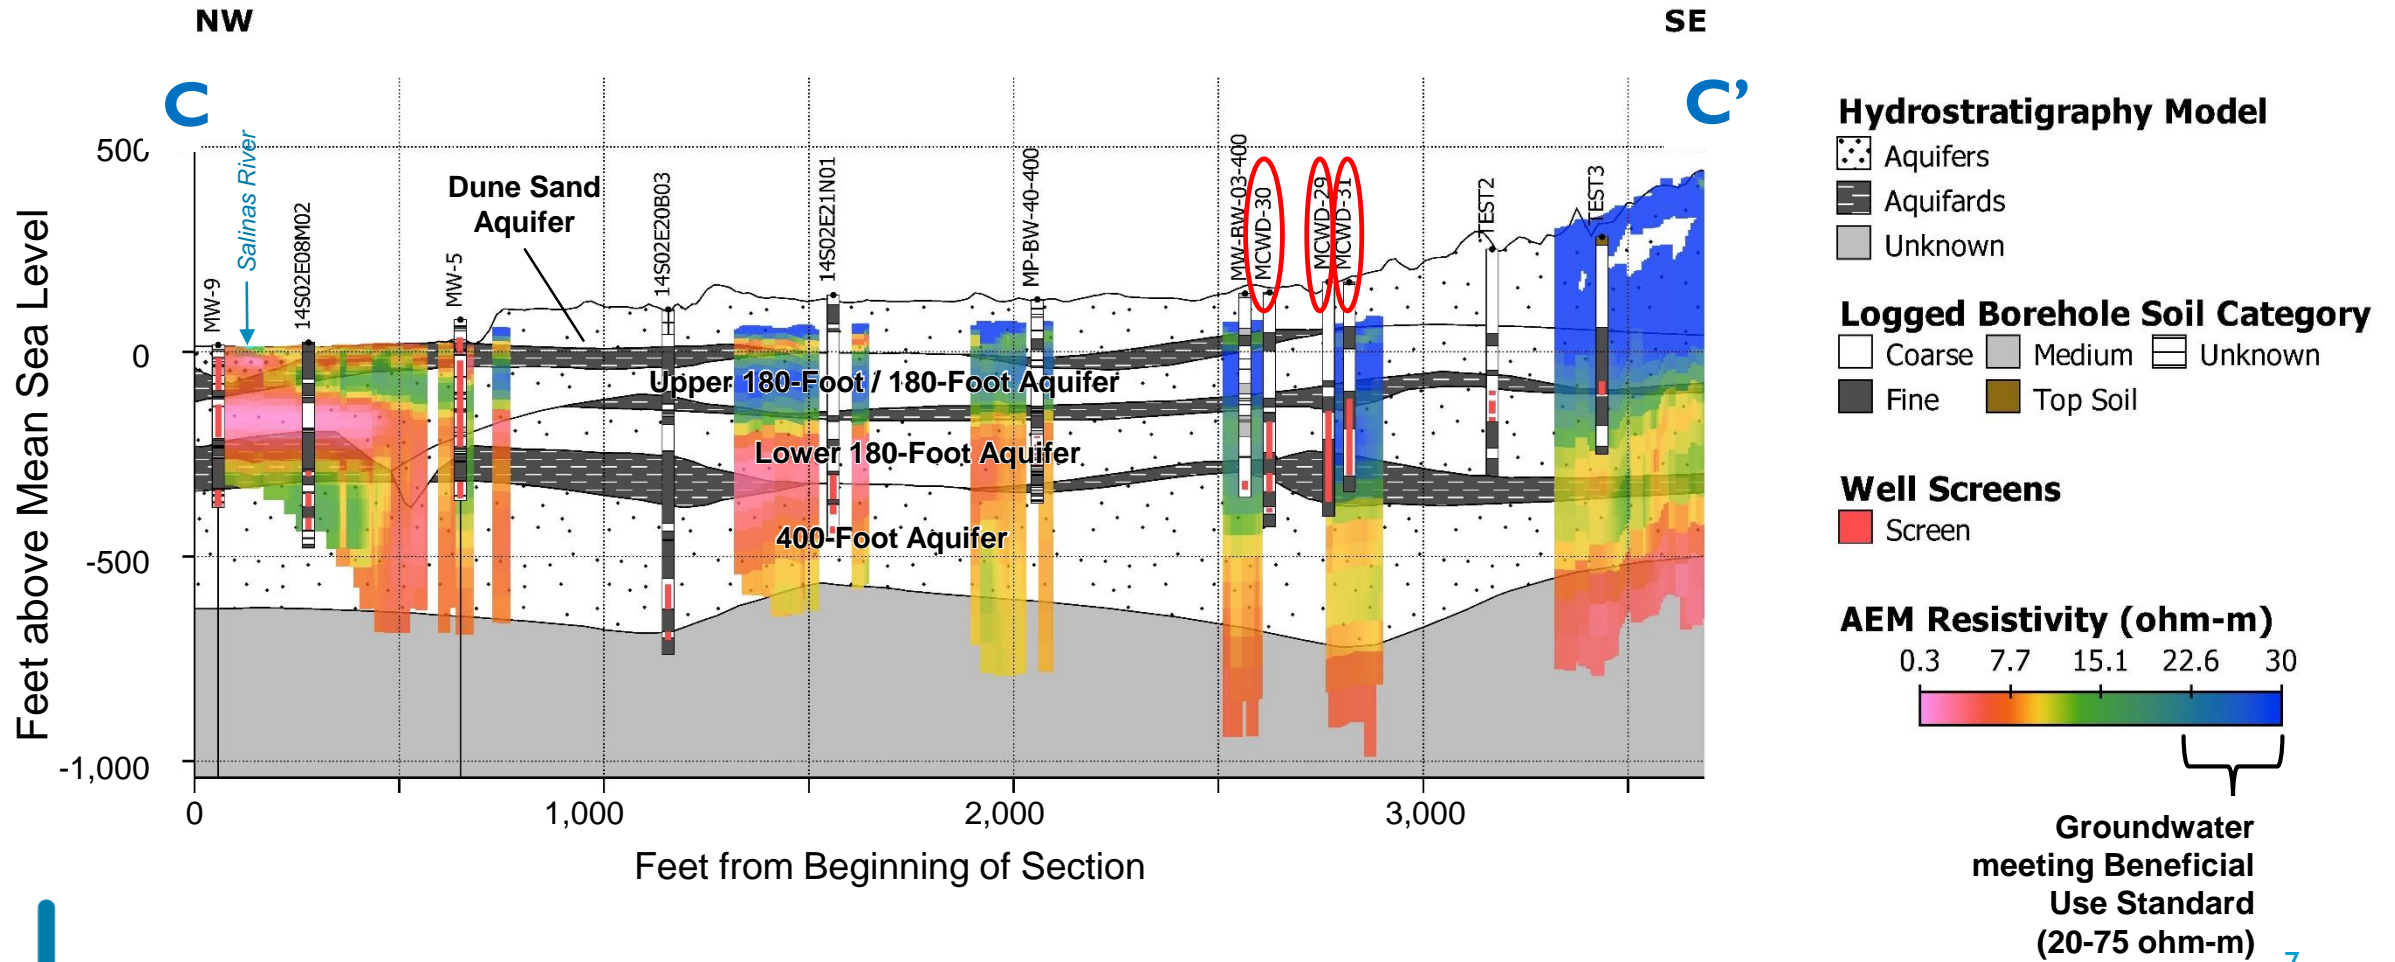 NW
SE
C
C’
500
0
-500
-1,000
Feet above Mean Sea Level
MW-9
Salinas River
14S02E08M02
MW-5
Dune Sand
Aquifer
14S02E20B03
14S02E21N01
MP-BW-40-400
MW-BW-03-400
MCWD-30
MCWD-29
MCWD-31
TEST2
TEST3
Upper 180-Foot / 180-Foot Aquifer
Lower 180-Foot Aquifer
400-Foot Aquifer
0
1,000
2,000
3,000
Feet from Beginning of Section
Hydrostratigraphy Model
Aquifers
Aquifards
Unknown
Logged Borehole Soil Category
Coarse
Medium
Unknown
Fine
Top Soil
Well Screens
Screen
AEM Resistivity (ohm-m)
0.3 7.7 15.1 22.6 30
Groundwater
meeting Beneficial
Use Standard
(20-75 ohm-m)
7